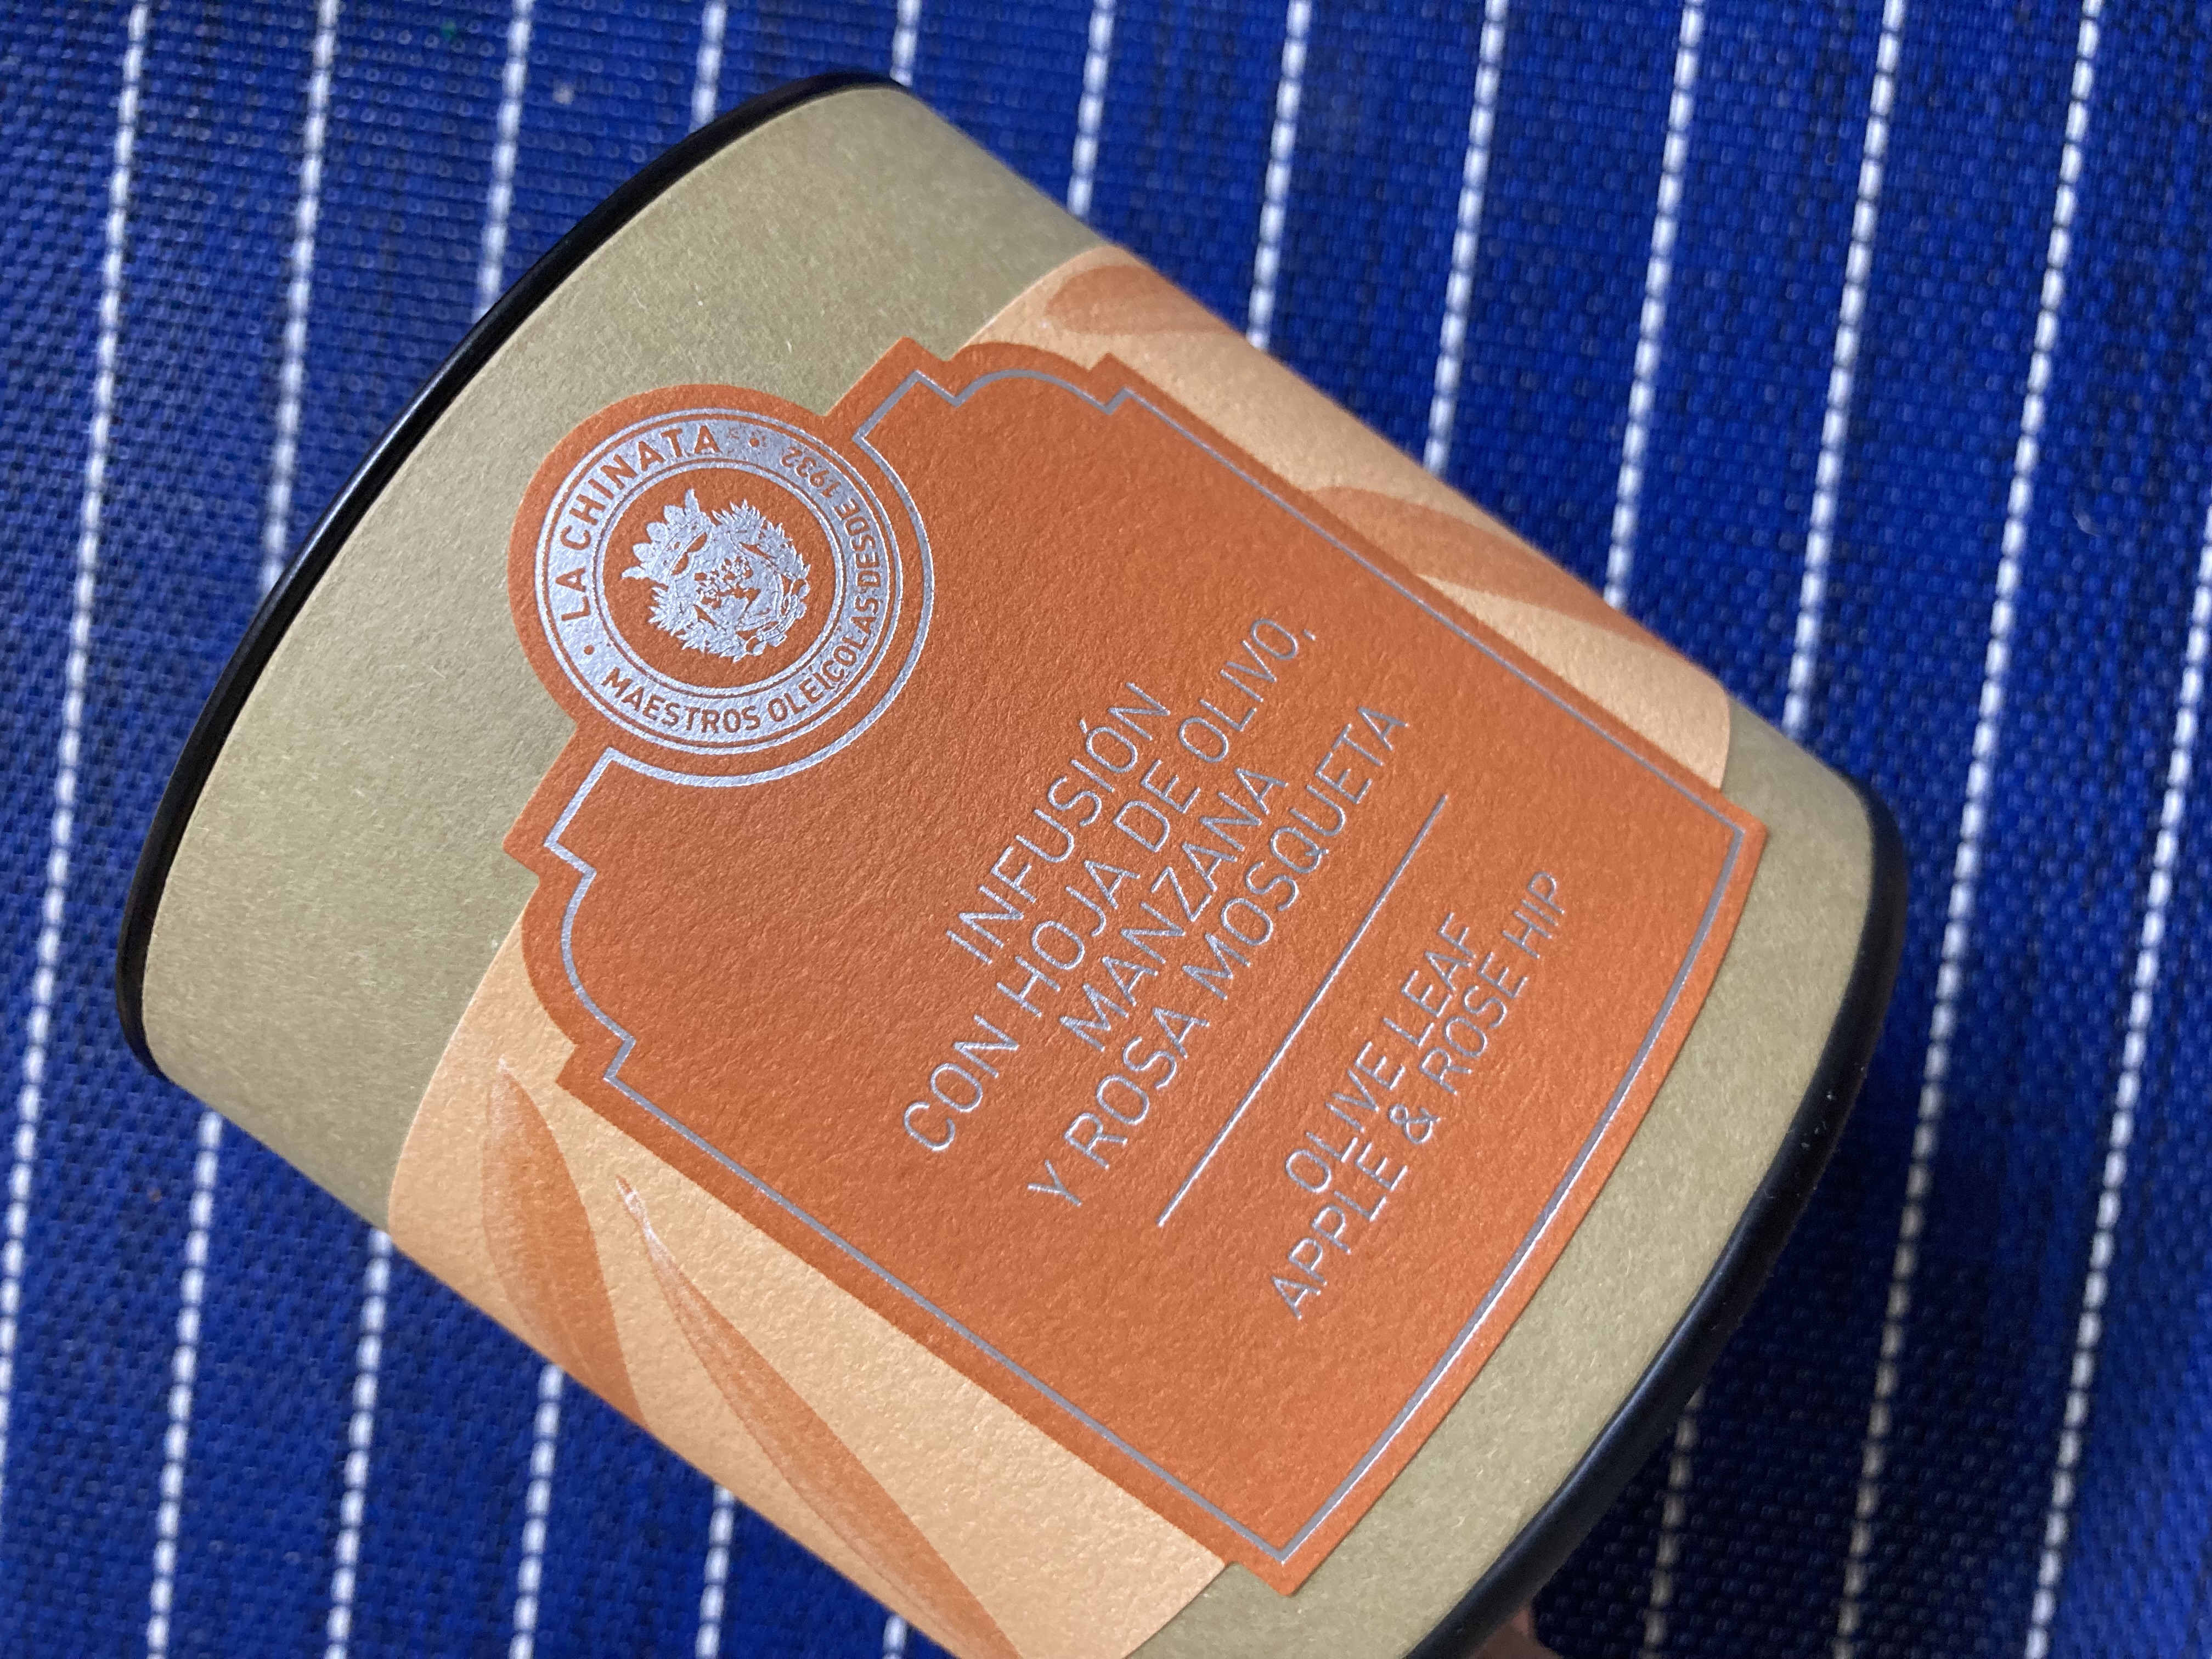 LA CHINATA
MAESTROS OLEÍCOLAS DESDE 1932
INFUSIÓN
CON HOJA DE OLIVO,
MANZANA
Y ROSA MOSQUETA
OLIVE LEAF
APPLE & ROSE HIP